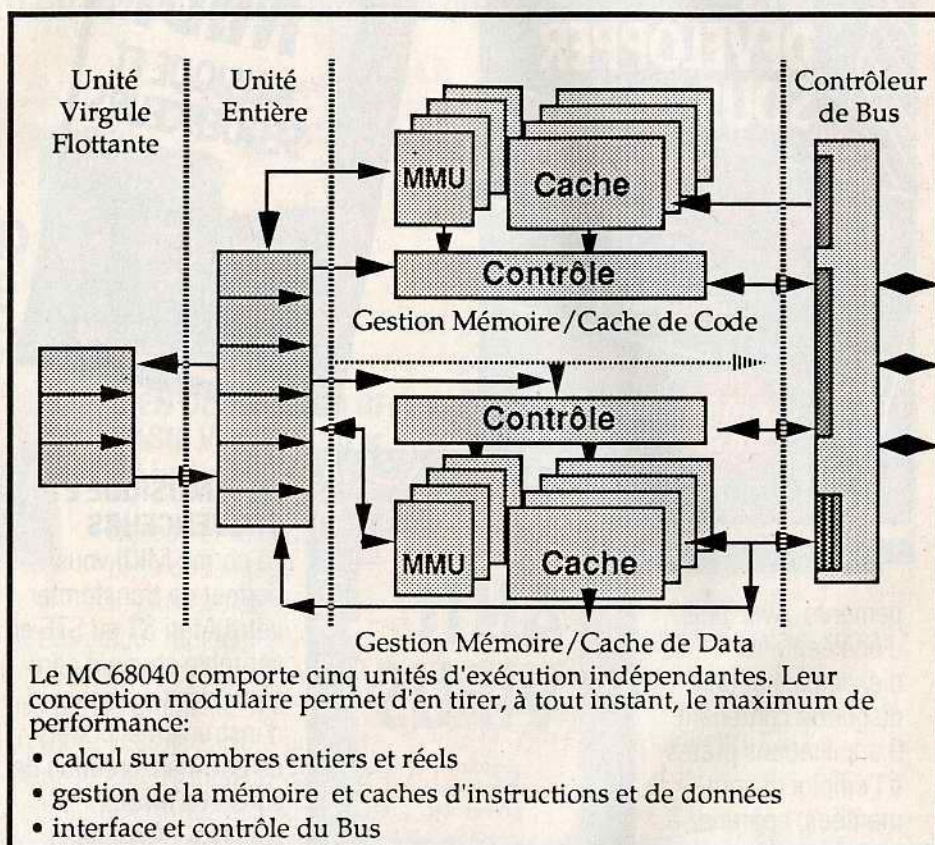 Unité
Virgule
Flottante
Unité
Entière
Contrôleur
de Bus
MMU
Cache
Contrôle
Gestion Mémoire/Cache de Code
Contrôle
MMU
Cache
Gestion Mémoire/Cache de Data
Le MC68040 comporte cinq unités d'exécution indépendantes. Leur
conception modulaire permet d'en tirer, à tout instant, le maximum de
performance:
• calcul sur nombres entiers et réels
• gestion de la mémoire et caches d'instructions et de données
• interface et contrôle du Bus